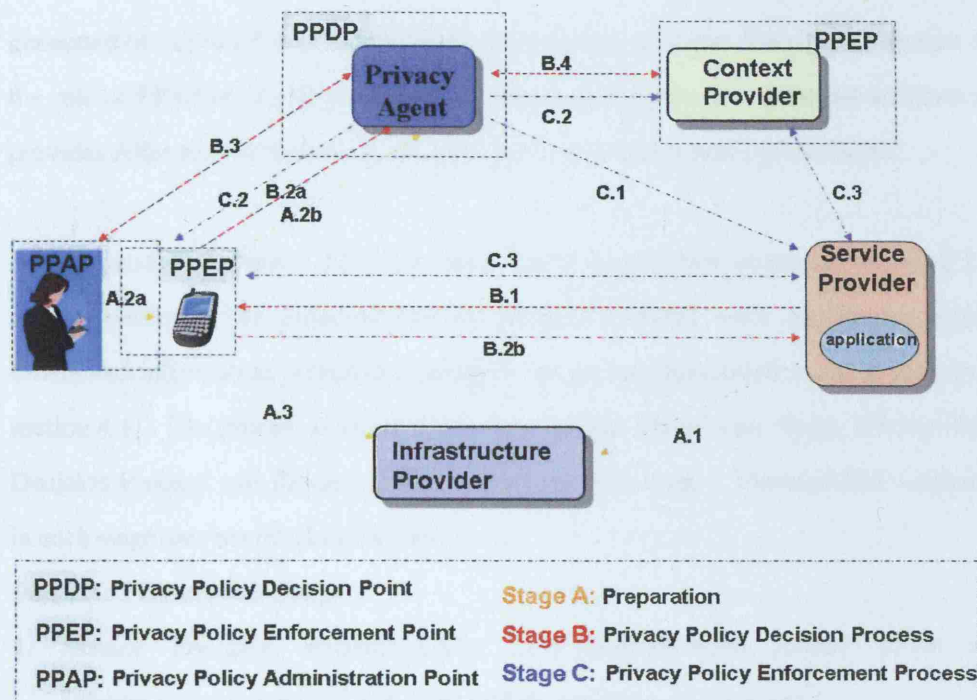 PPDP
PPEP
Privacy
Agent
B.4
Context
Provider
C.2
B.3
C.2
B.2a
A.2b
C.1
C.3
PPAP
PPEP
A.2a
C.3
Service
Provider
B.1
application
B.2b
A.3
A.1
Infrastructure
Provider
PPDP: Privacy Policy Decision Point
PPEP: Privacy Policy Enforcement Point
PPAP: Privacy Policy Administration Point
Stage A: Preparation
Stage B: Privacy Policy Decision Process
Stage C: Privacy Policy Enforcement Process